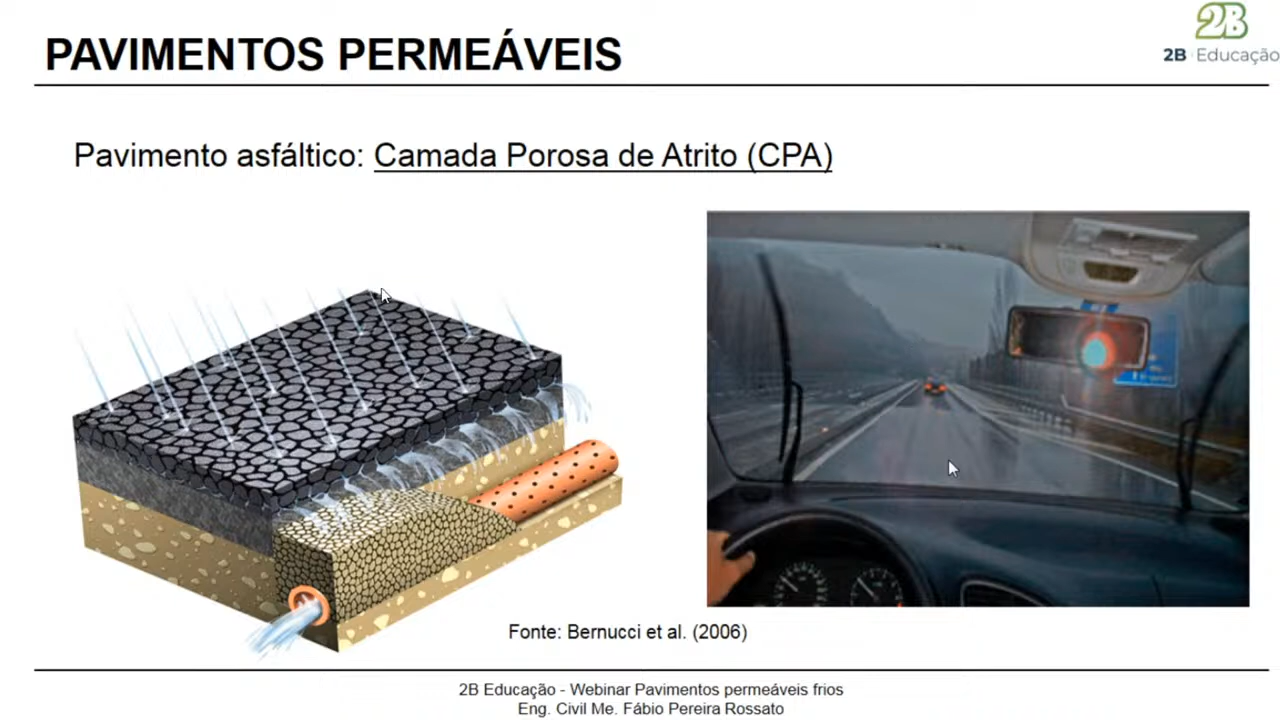 2B
2B Educação
PAVIMENTOS PERMEÁVEIS
Pavimento asfáltico: Camada Porosa de Atrito (CPA)
Fonte: Bernucci et al. (2006)
2B Educação - Webinar Pavimentos permeáveis frios
Eng. Civil Me. Fábio Pereira Rossato